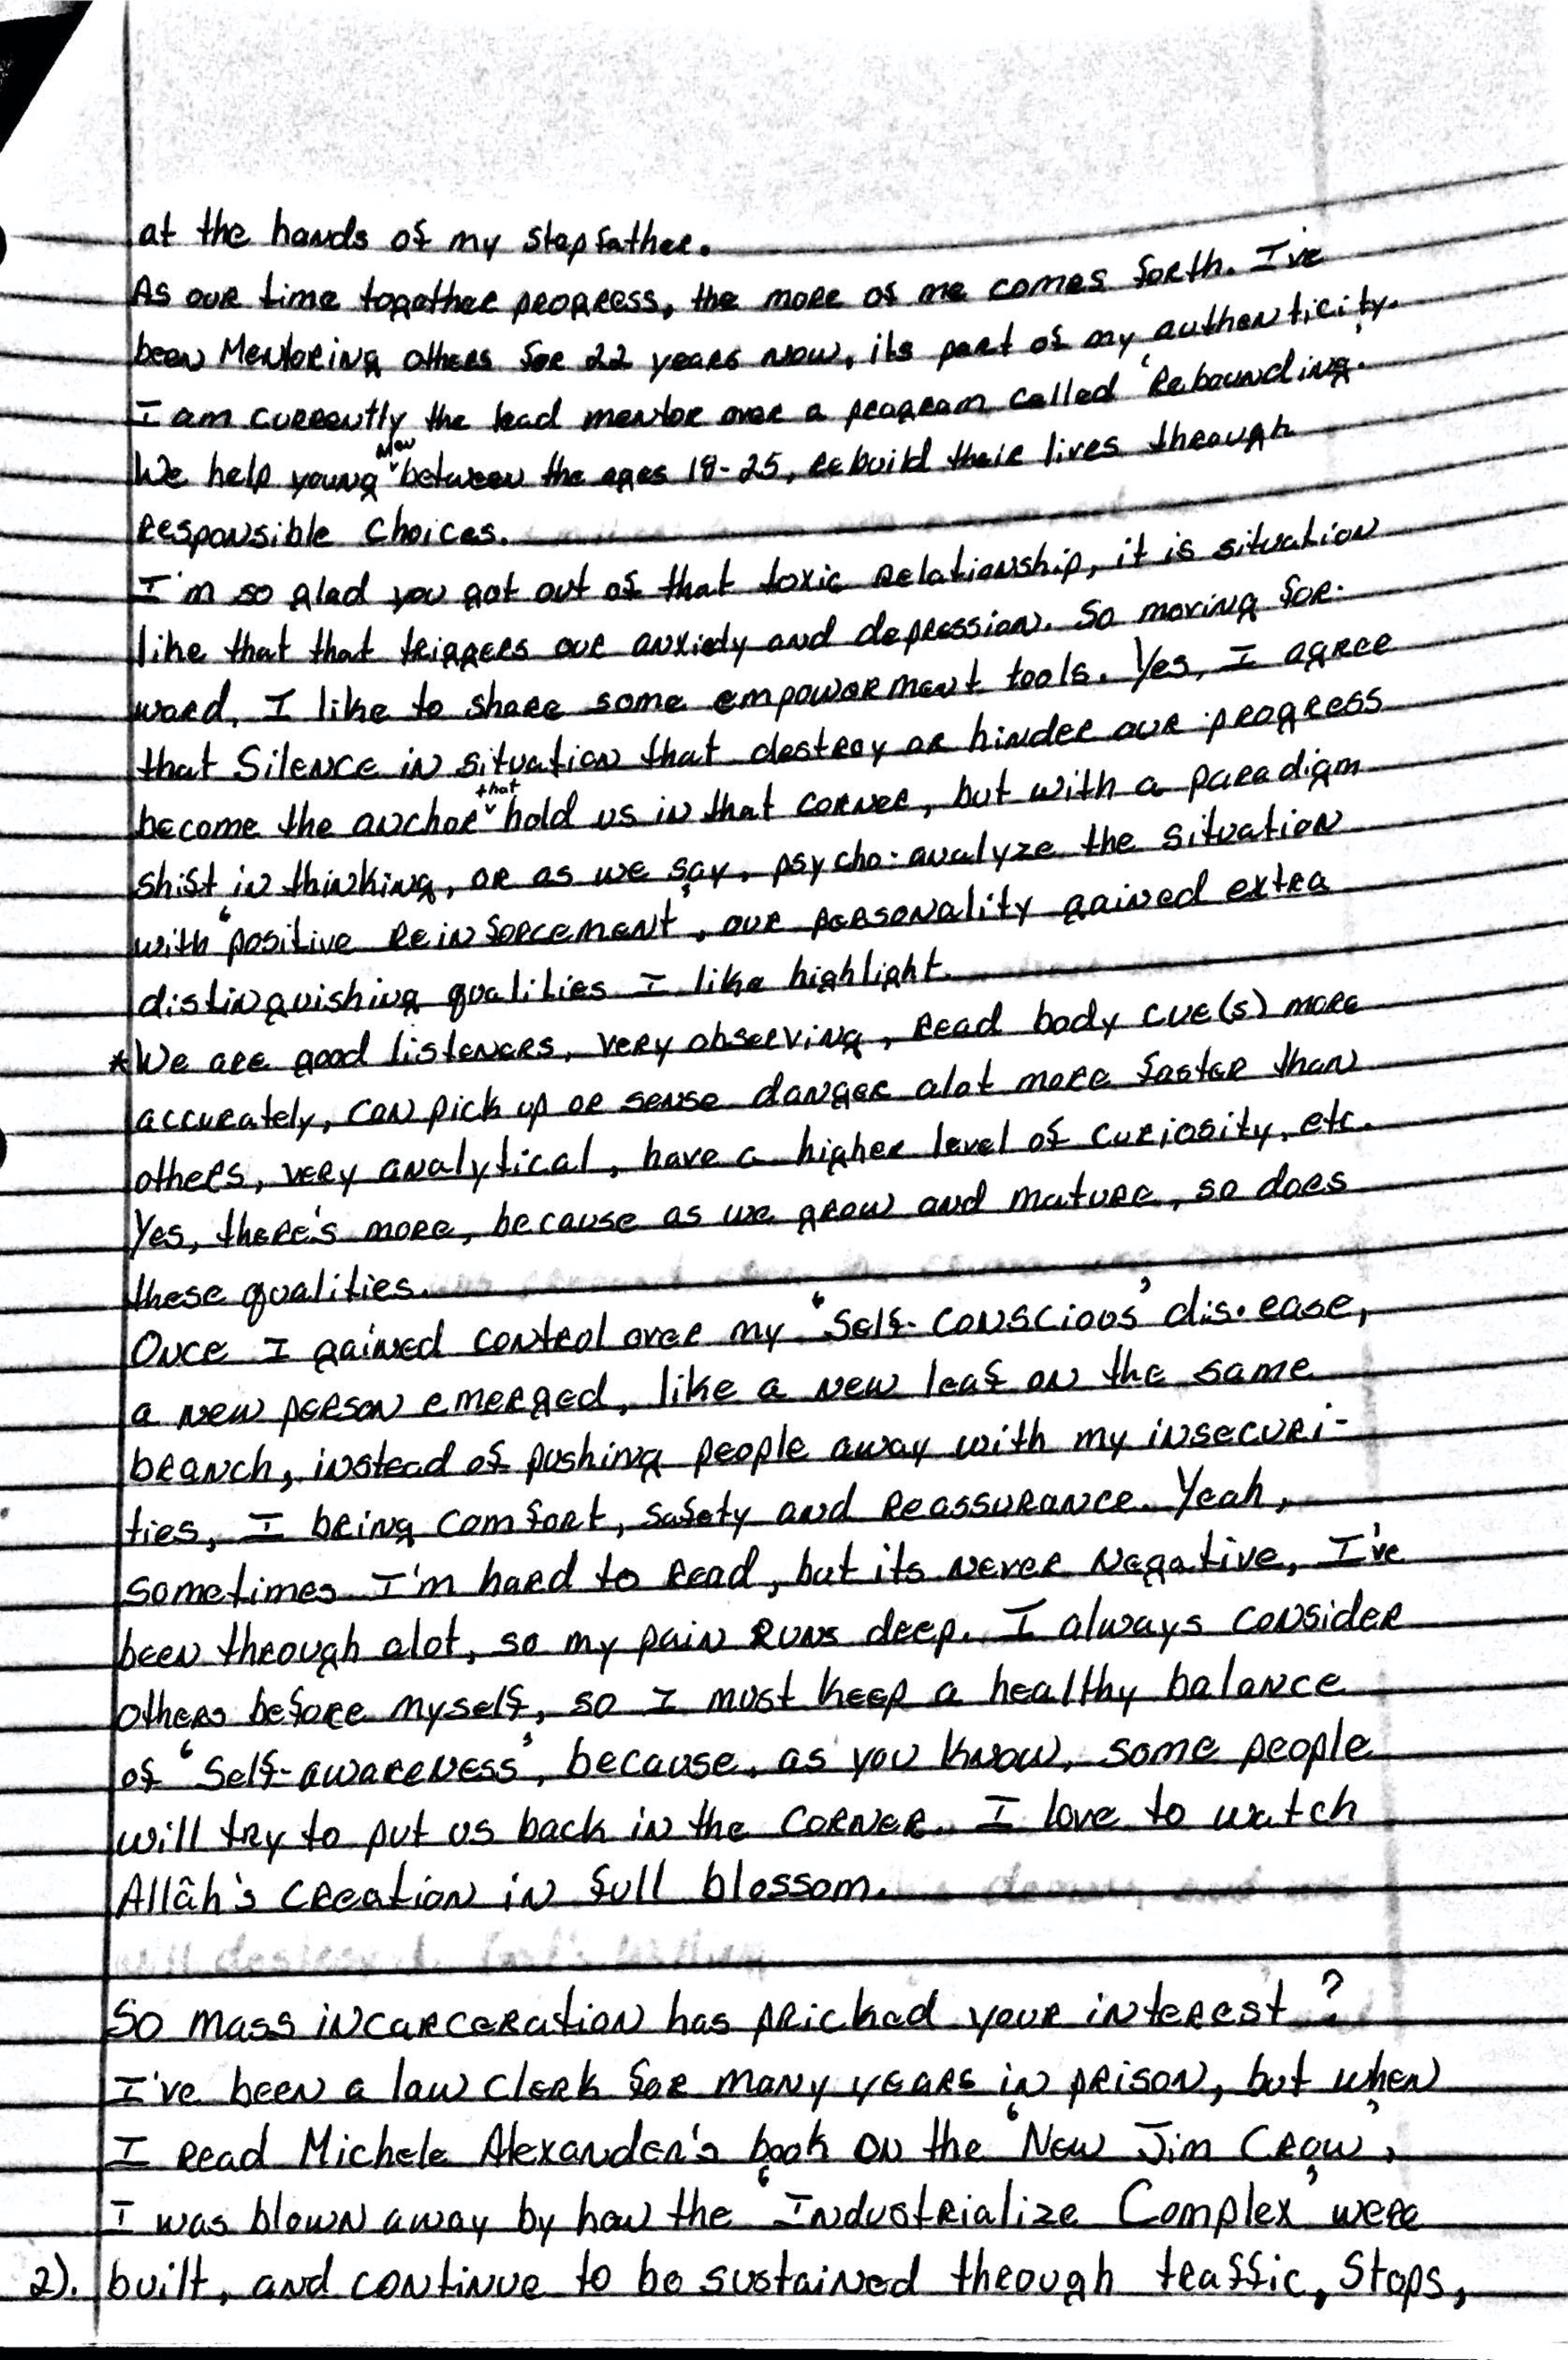 at the hands of my stepfather.
As our time together progress, the more of me comes forth. I've
been Mentoring others for 22 years now, its part of my authenticity.
I am currently the lead mentor over a program called 'Rebounding'.
We help young men between the ages 18-25, rebuild their lives through
Responsible Choices.
I'm so glad you got out of that toxic relationship, it is situation
like that that triggers our anxiety and depression. So moving for-
ward, I like to share some empowerment tools. Yes, I agree
that Silence in situation that destroy or hinder our progress
become the anchor that hold us in that corner, but with a paradigm
shift in thinking, or as we say, psycho-analyze the situation
with 'positive reinforcement', our personality gained extra
distinguishing qualities I like highlight.
*We are good listeners, very observing, read body cue(s) more
accurately, can pick up or sense danger alot more faster than
others, very analytical, have a higher level of curiosity, etc.
Yes, there's more, because as we grow and mature, so does
these qualities.
Once I gained control over my 'Self-conscious' dis-ease,
a new person emerged, like a new leaf on the same
branch, instead of pushing people away with my insecuri-
ties, I bring comfort, safety and reassurance. Yeah,
sometimes I'm hard to read, but its never negative, I've
been through alot, so my pain runs deep. I always consider
others before myself, so I must keep a healthy balance
of 'Self-awareness', because, as you know, some people
will try to put us back in the corner. I love to watch
Allâh's creation in full blossom.
So mass incarceration has pricked your interest?
I've been a law clerk for many years in prison, but when
I read Michele Alexander's book on the 'New Jim Crow',
I was blown away by how the 'Industrialize Complex' were
2). built, and continue to be sustained through traffic, stops,